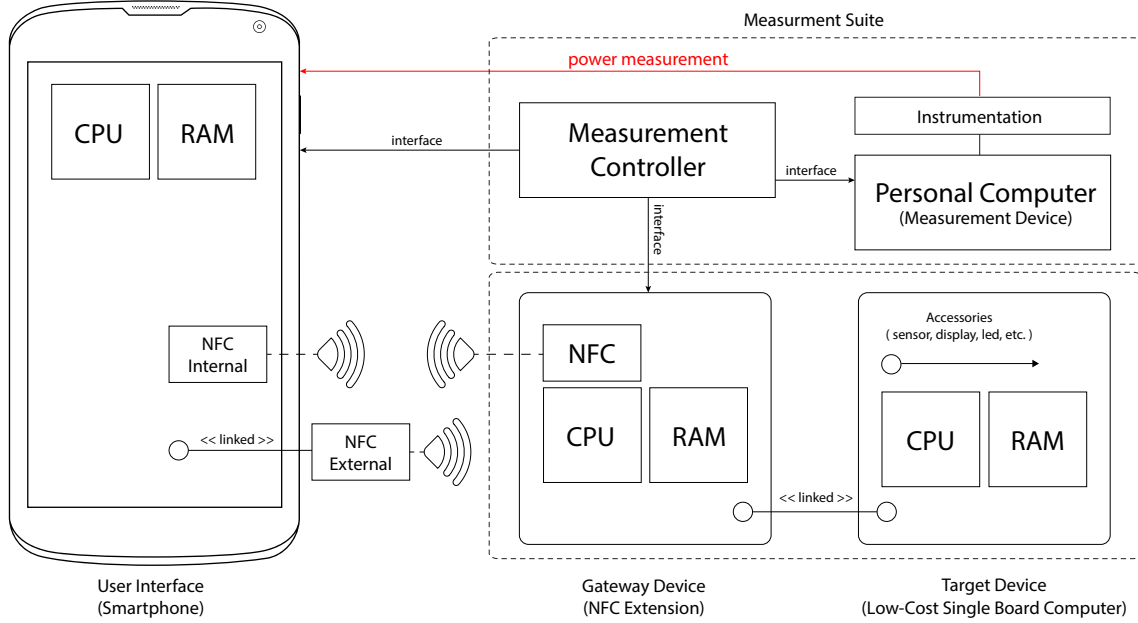 Measurment Suite
power measurement
CPU
RAM
interface
Measurement
Controller
interface
interface
Instrumentation
Personal Computer
(Measurement Device)
NFC
Internal
<< linked >>
NFC
External
NFC
CPU
RAM
<< linked >>
Accessories
( sensor, display, led, etc. )
CPU
RAM
User Interface
(Smartphone)
Gateway Device
(NFC Extension)
Target Device
(Low-Cost Single Board Computer)